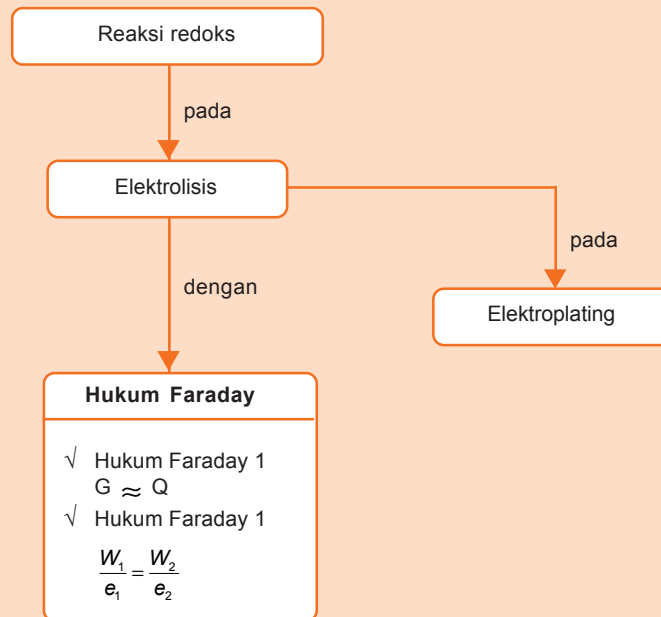 Reaksi redoks
pada
Elektrolisis
pada
dengan
Elektroplating
Hukum Faraday
√ Hukum Faraday 1
G ≈ Q
√ Hukum Faraday 1
W₁/e₁ = W₂/e₂